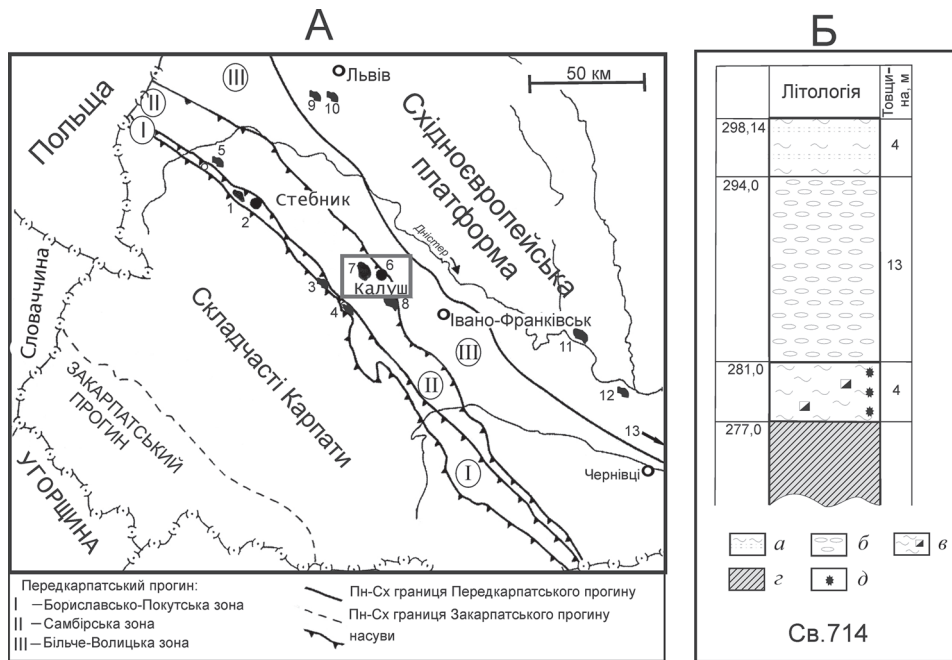 А
Б
Польща
Словаччина
УГОРЩИНА
ЗАКАРПАТСЬКИЙ
ПРОГИН
Складчасті Карпати
Східноєвропейська
платформа
Львів
50 км
III
II
I
9
10
5
Стебник
1
2
Дністер
7
6
Калуш
3
4
8
Івано-Франківськ
III
11
II
12
13
I
Чернівці
Передкарпатський прогин:
I – Бориславсько-Покутська зона
II – Самбірська зона
III – Більче-Волицька зона
Пн-Сх границя Передкарпатського прогину
Пн-Сх границя Закарпатського прогину
насуви
Літологія
Товщи-
на, м
298,14
4
294,0
13
281,0
4
277,0
а
б
в
г
д
Св.714